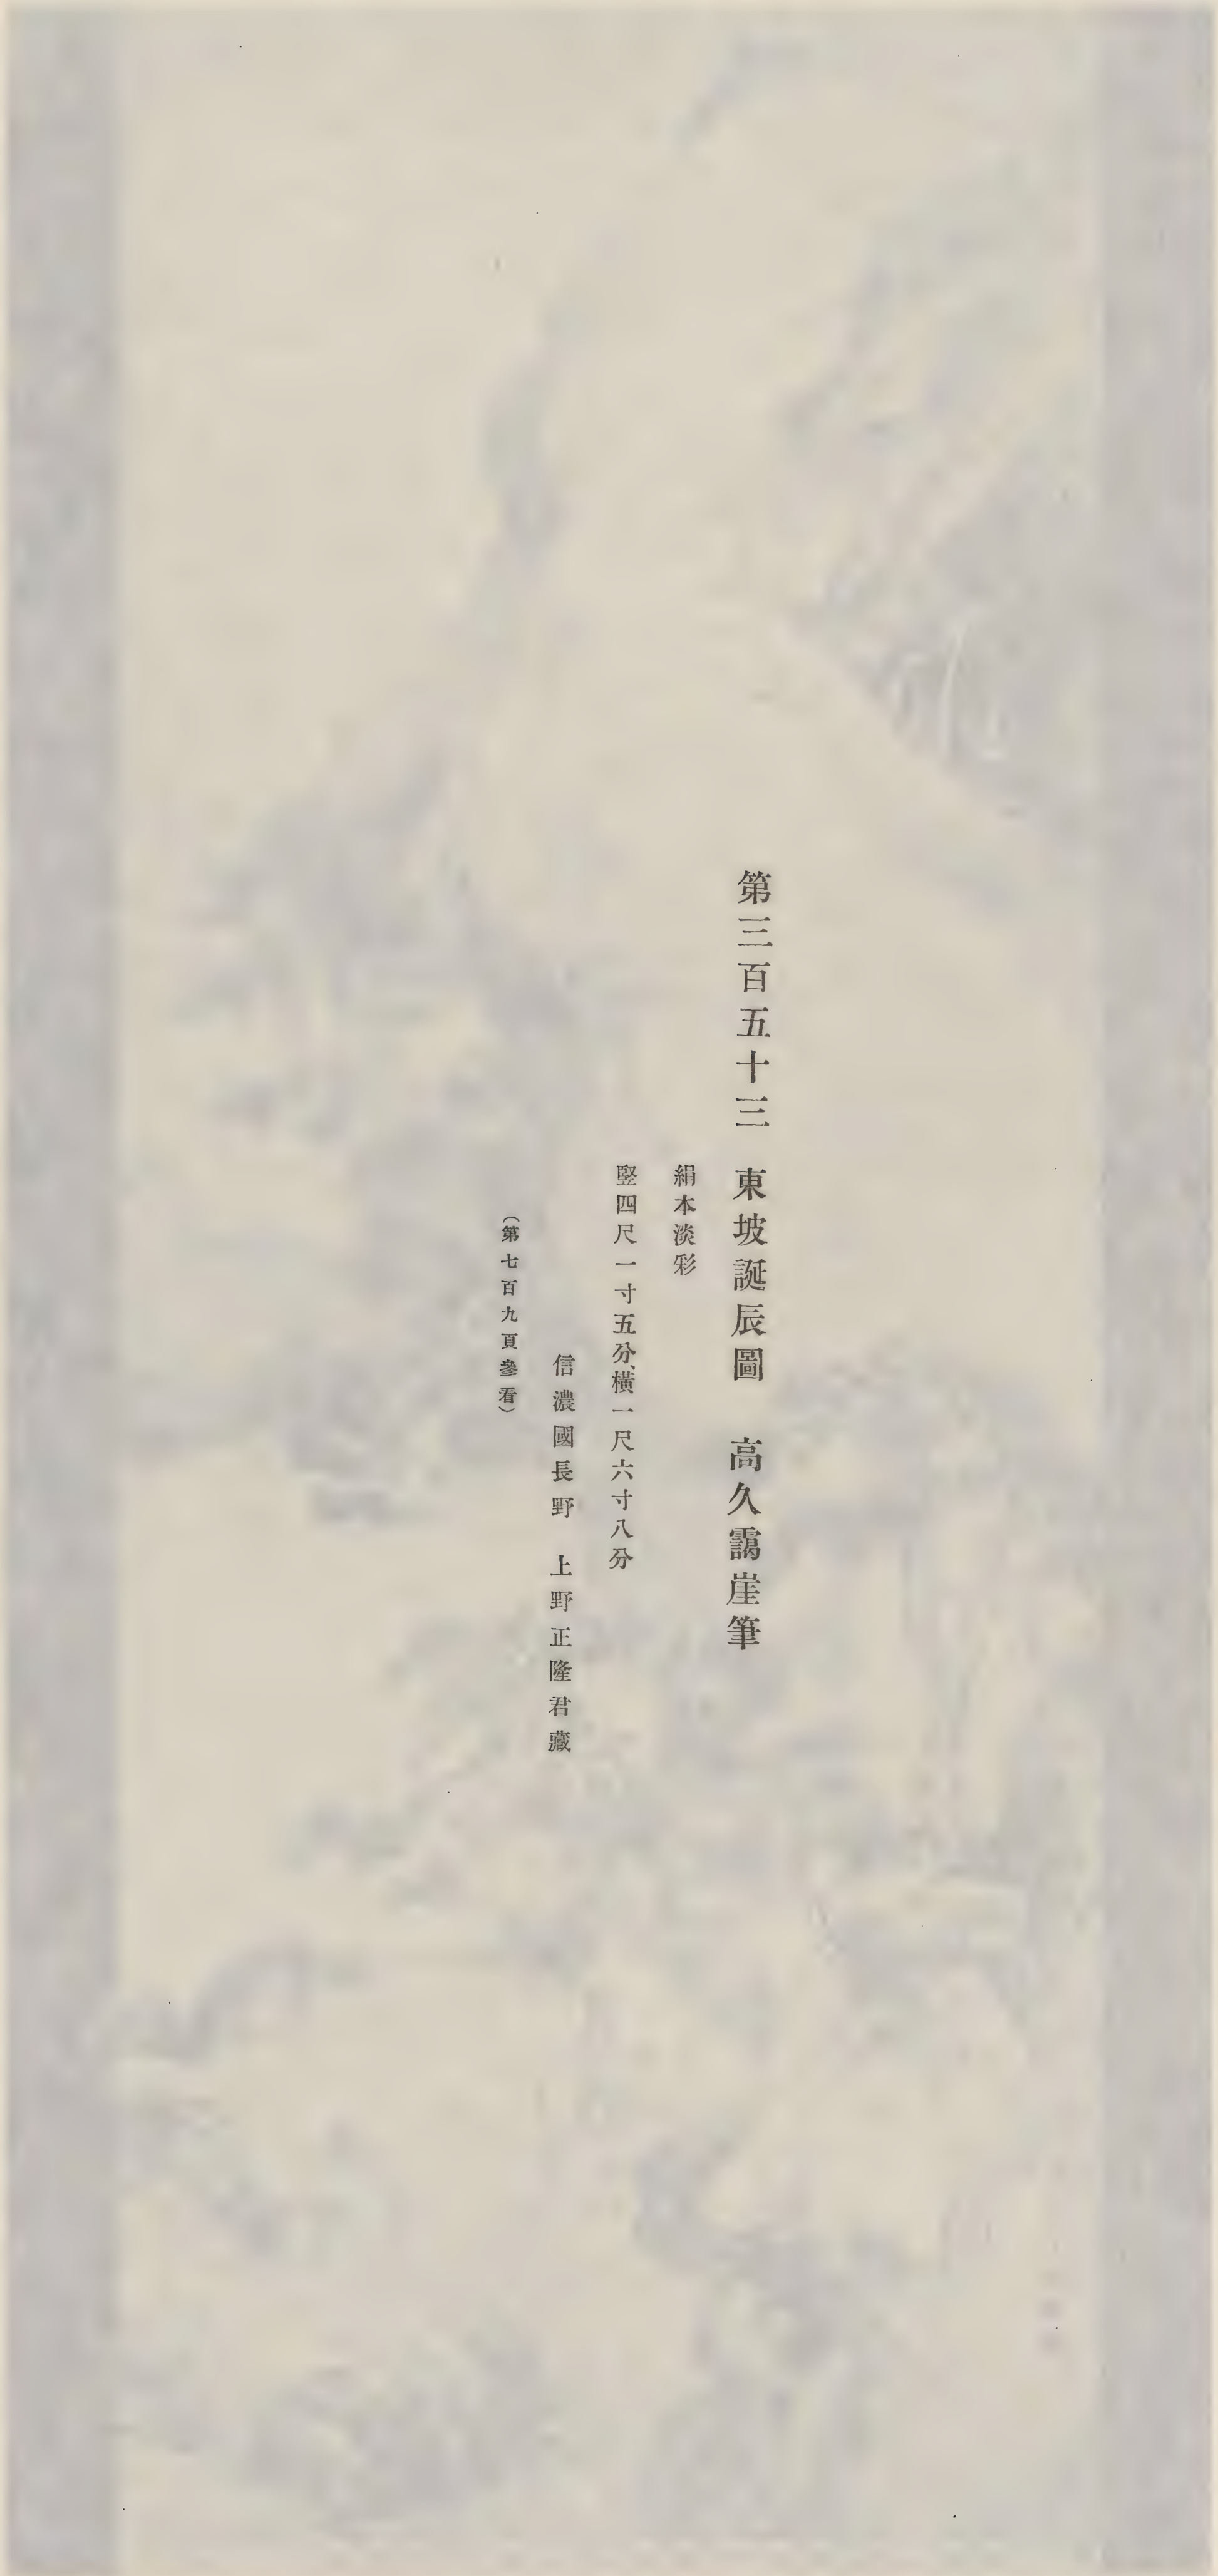 第三百五十三　東坡誕辰圖　高久靄崖筆
絹本淡彩
竪四尺一寸五分、横一尺六寸八分
信濃國長野　上野正隆君藏
（第七百九頁參看）